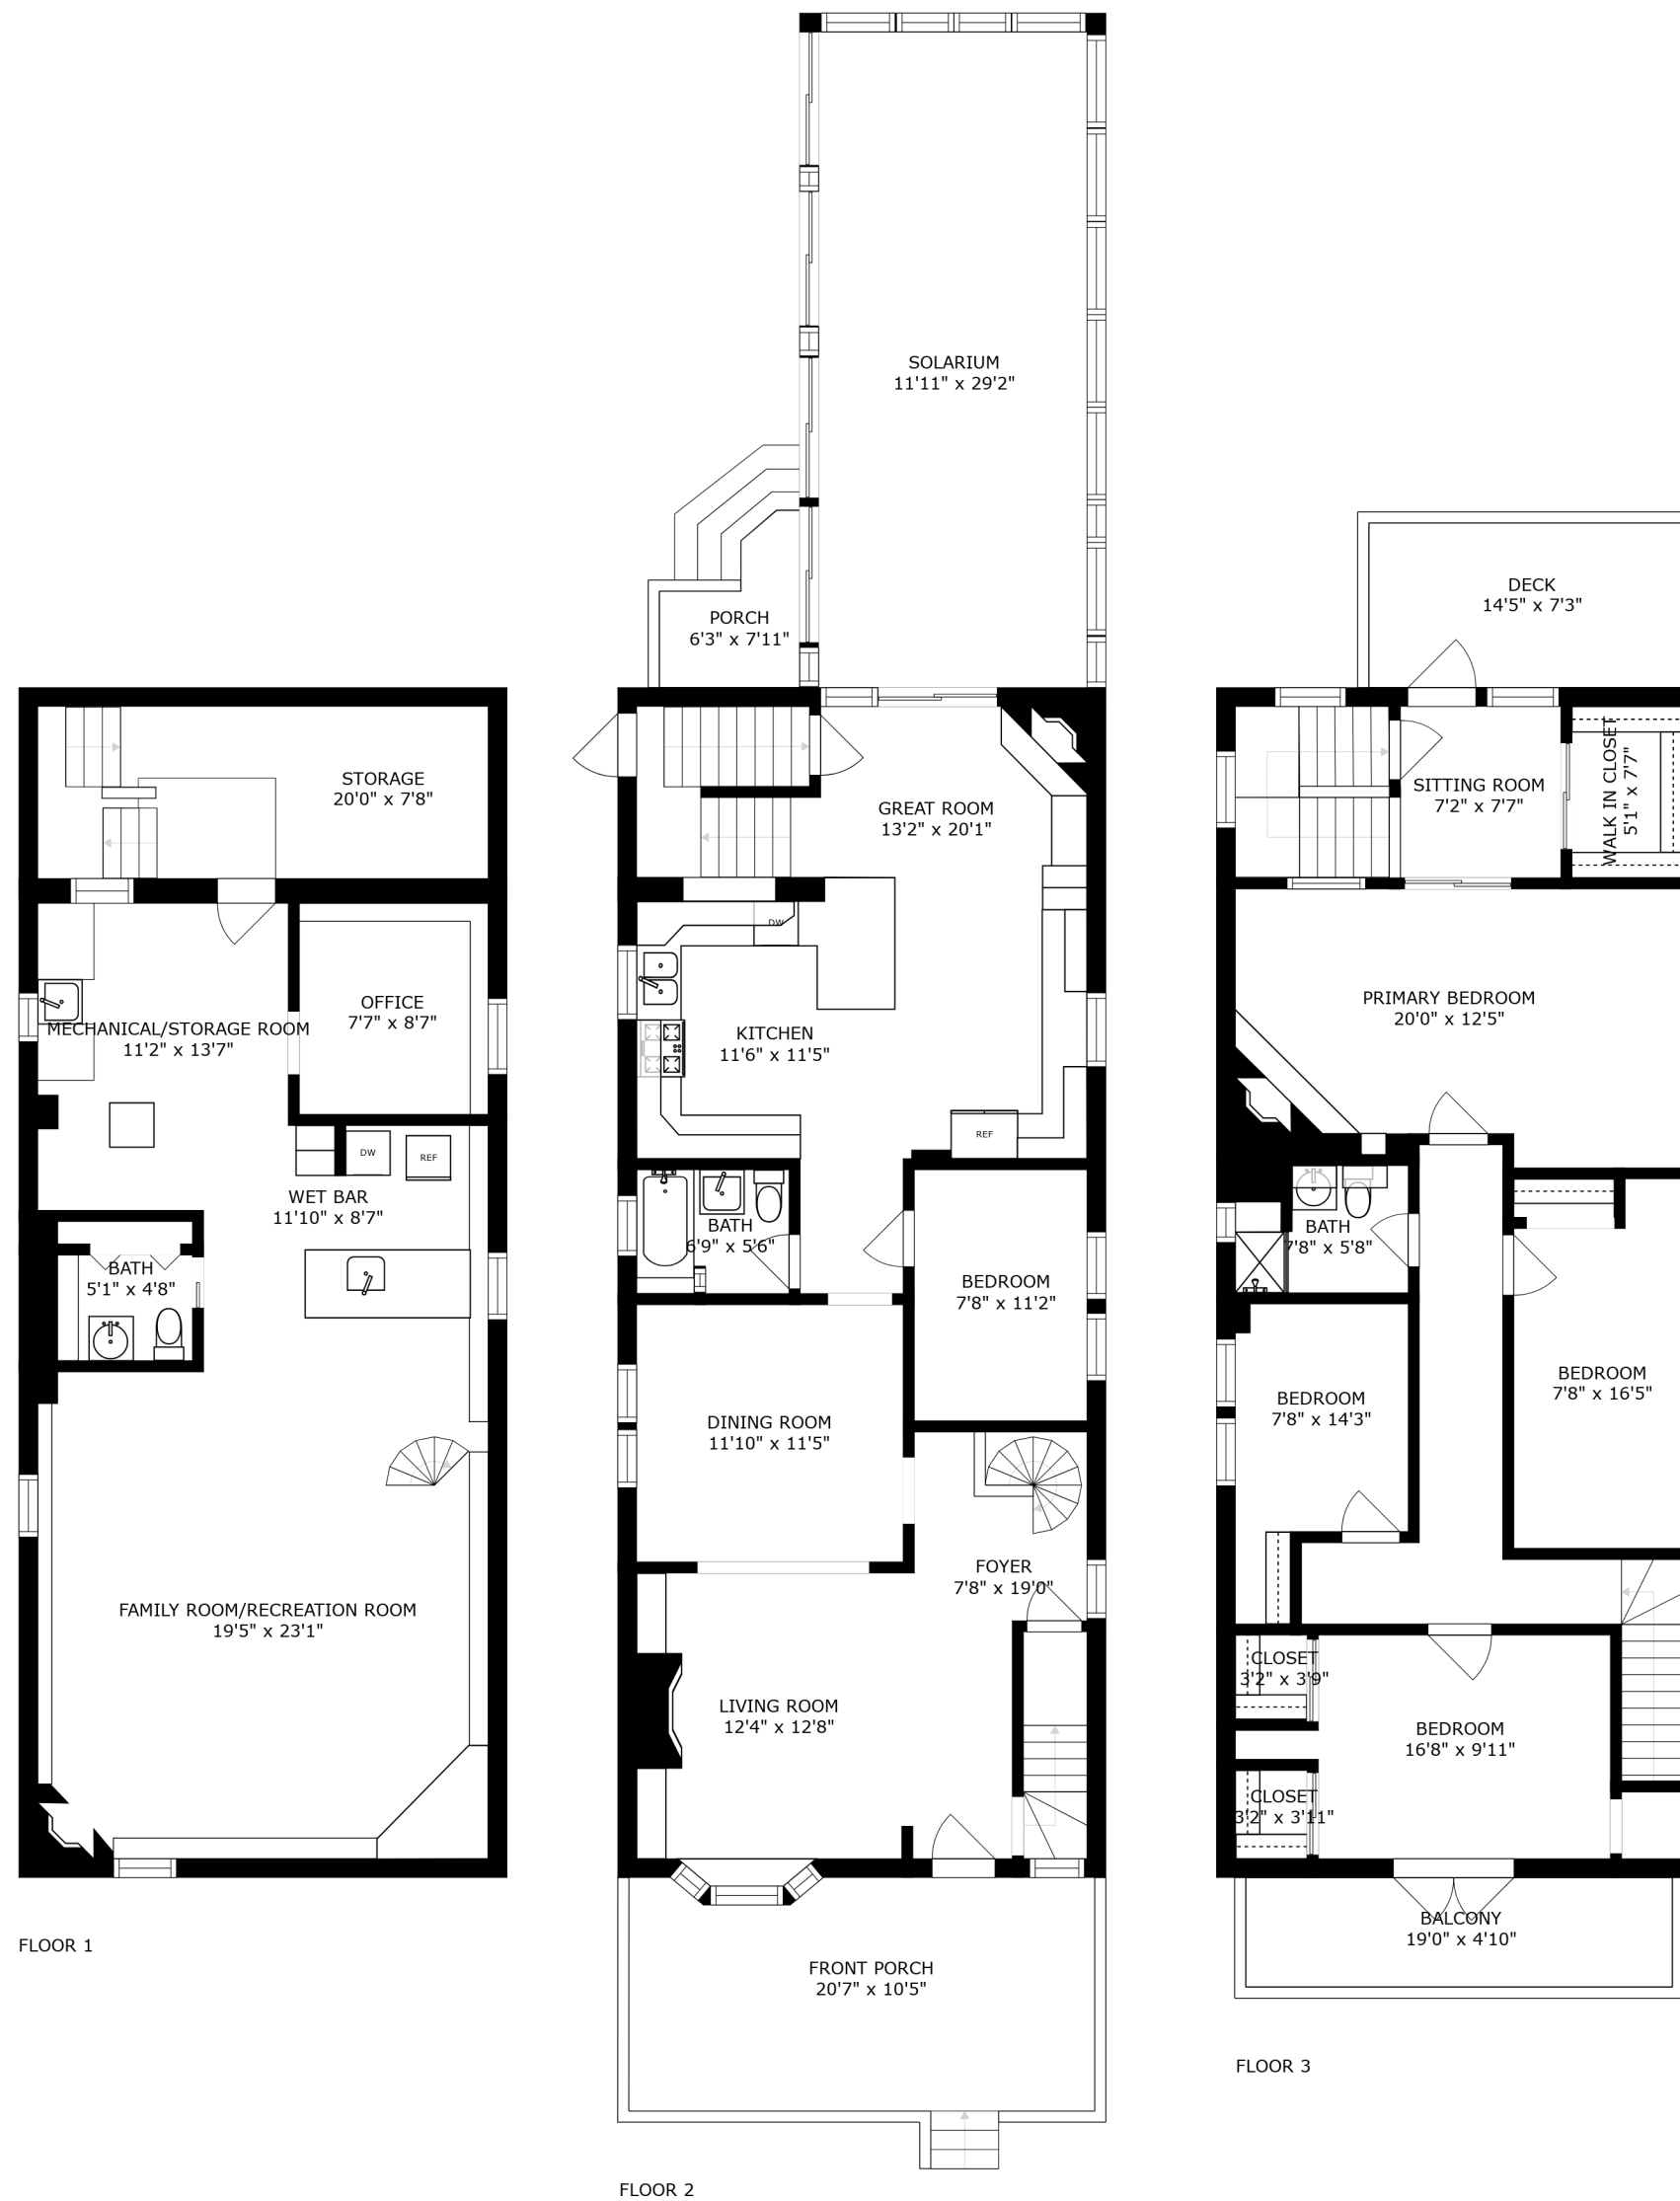 STORAGE
20'0" x 7'8"
OFFICE
7'7" x 8'7"
MECHANICAL/STORAGE ROOM
11'2" x 13'7"
DW
REF
WET BAR
11'10" x 8'7"
BATH
5'1" x 4'8"
FAMILY ROOM/RECREATION ROOM
19'5" x 23'1"
FLOOR 1
SOLARIUM
11'11" x 29'2"
PORCH
6'3" x 7'11"
GREAT ROOM
13'2" x 20'1"
DW
KITCHEN
11'6" x 11'5"
REF
BATH
6'9" x 5'6"
BEDROOM
7'8" x 11'2"
DINING ROOM
11'10" x 11'5"
FOYER
7'8" x 19'0"
LIVING ROOM
12'4" x 12'8"
FRONT PORCH
20'7" x 10'5"
FLOOR 2
DECK
14'5" x 7'3"
SITTING ROOM
7'2" x 7'7"
WALK IN CLOSET
5'1" x 7'7"
PRIMARY BEDROOM
20'0" x 12'5"
BATH
7'8" x 5'8"
BEDROOM
7'8" x 16'5"
BEDROOM
7'8" x 14'3"
CLOSET
3'2" x 3'9"
BEDROOM
16'8" x 9'11"
CLOSET
3'2" x 3'11"
BALCONY
19'0" x 4'10"
FLOOR 3